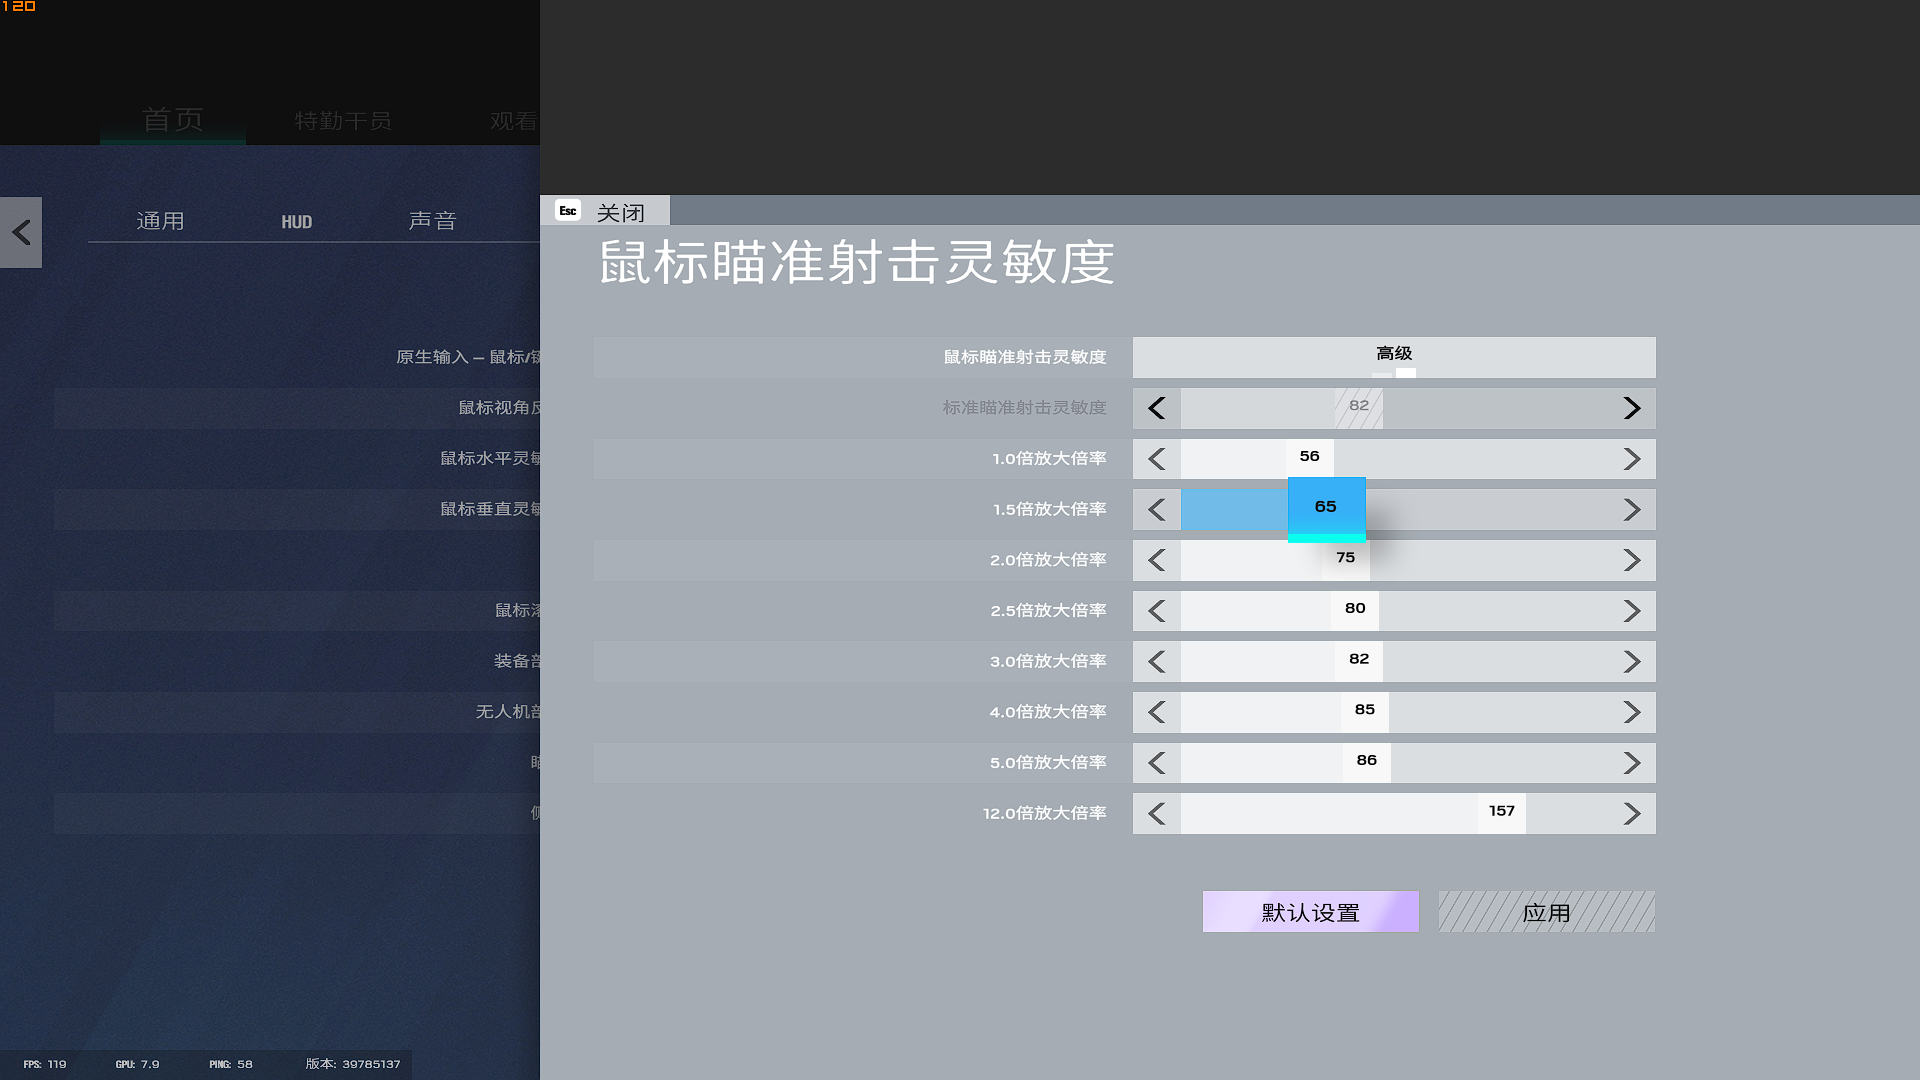 120
首页 特勤干员 观看
Esc 关闭
通用 HUD 声音
鼠标瞄准射击灵敏度
原生输入 – 鼠标/键
鼠标瞄准射击灵敏度 高级
鼠标视角反
标准瞄准射击灵敏度 82
鼠标水平灵敏
1.0倍放大倍率 56
鼠标垂直灵敏
1.5倍放大倍率 65
2.0倍放大倍率 75
鼠标滚
2.5倍放大倍率 80
装备部
3.0倍放大倍率 82
无人机部
4.0倍放大倍率 85
瞄
5.0倍放大倍率 86
12.0倍放大倍率 157
默认设置 应用
FPS: 119 GPU: 7.9 PING: 58 版本: 39785137